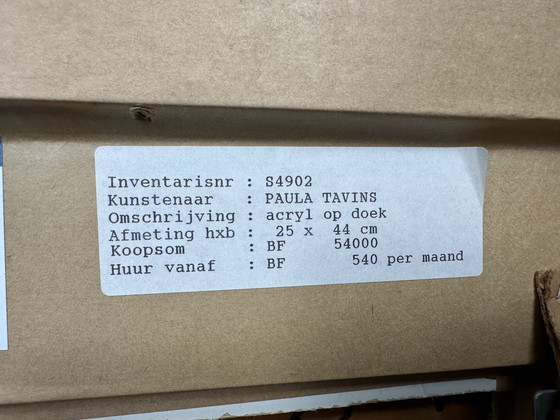 Inventarisnr : S4902
Kunstenaar : PAULA TAVINS
Omschrijving : acryl op doek
Afmeting hxb : 25 x 44 cm
Koopsom : BF 54000
Huur vanaf : BF 540 per maand